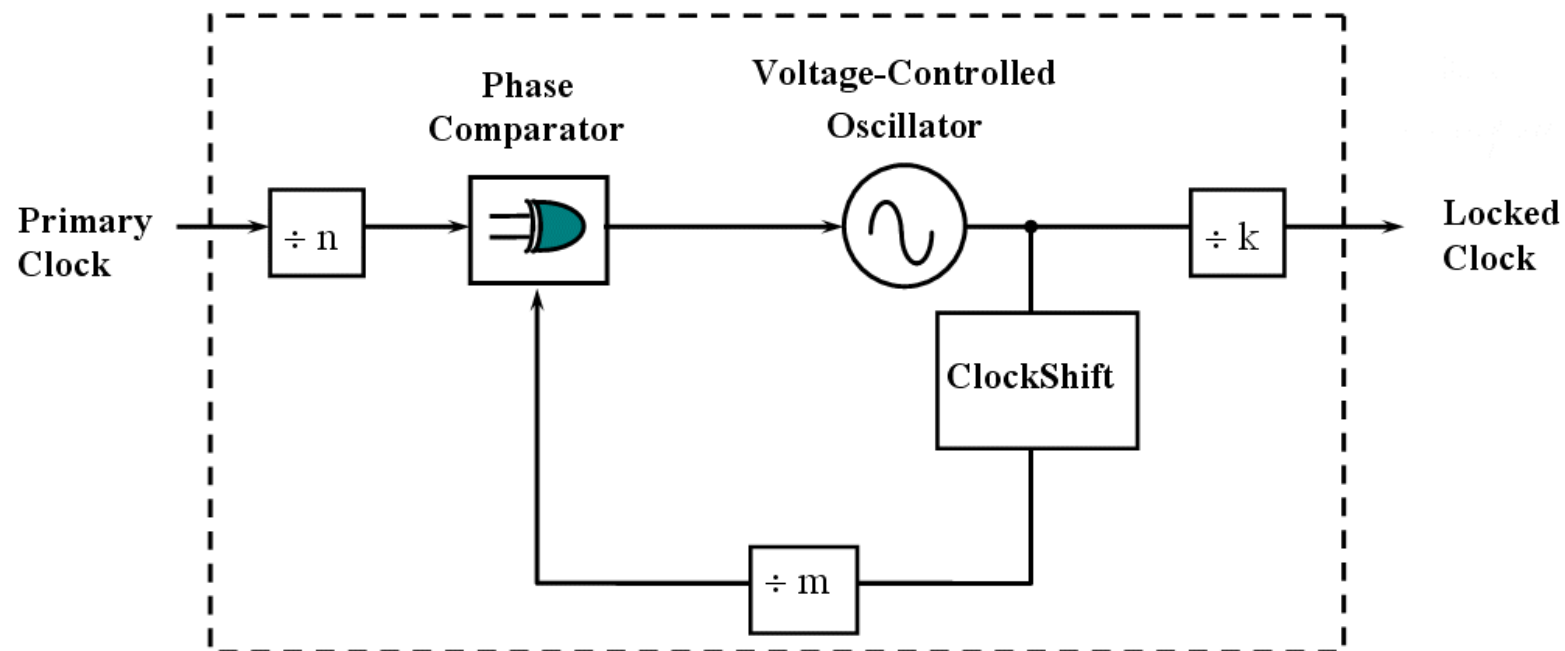 Phase
Comparator
Voltage-Controlled
Oscillator
Primary
Clock
÷ n
÷ k
Locked
Clock
ClockShift
÷ m